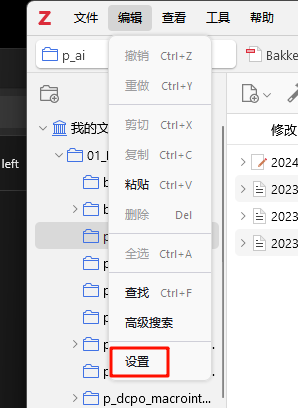 Z 文件 编辑 查看 工具 帮助
p_ai
Bakke
撤销 Ctrl+Z
重做 Ctrl+Y
剪切 Ctrl+X
复制 Ctrl+C
粘贴 Ctrl+V
删除 Del
全选 Ctrl+A
查找 Ctrl+F
高级搜索
设置
left
我的文
01_
b
b
p
p
p
p
p
p
p_dcpo_macroint...
修改
2024
2023
2023
2023